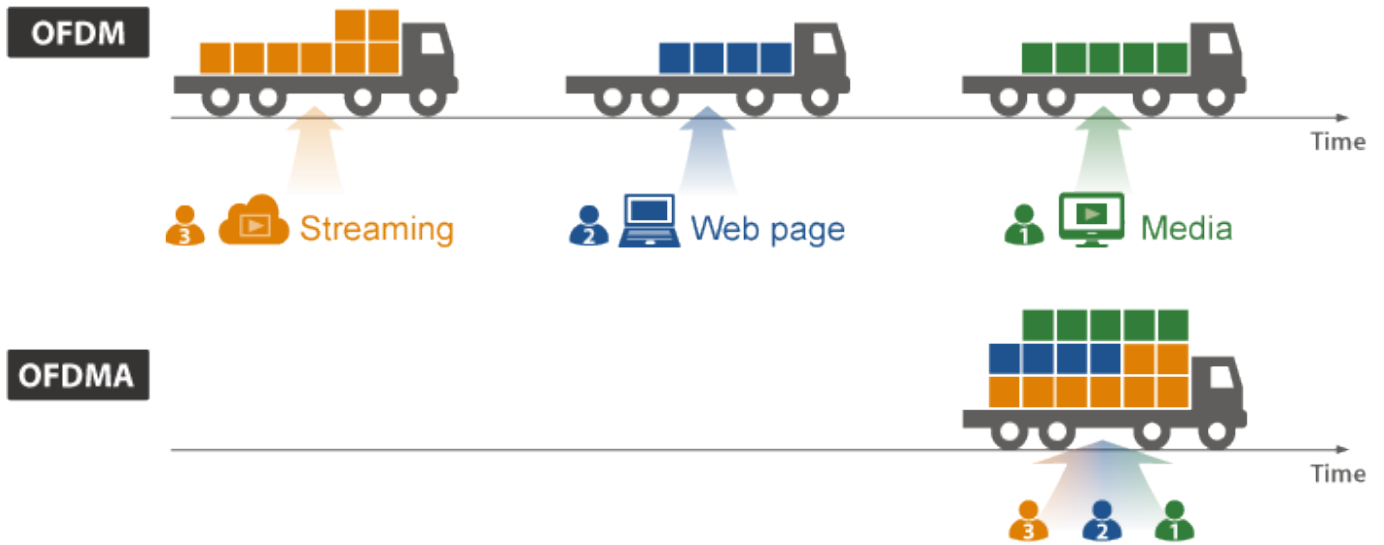 OFDM
Time
3 Streaming
2 Web page
1 Media
OFDMA
Time
3 2 1